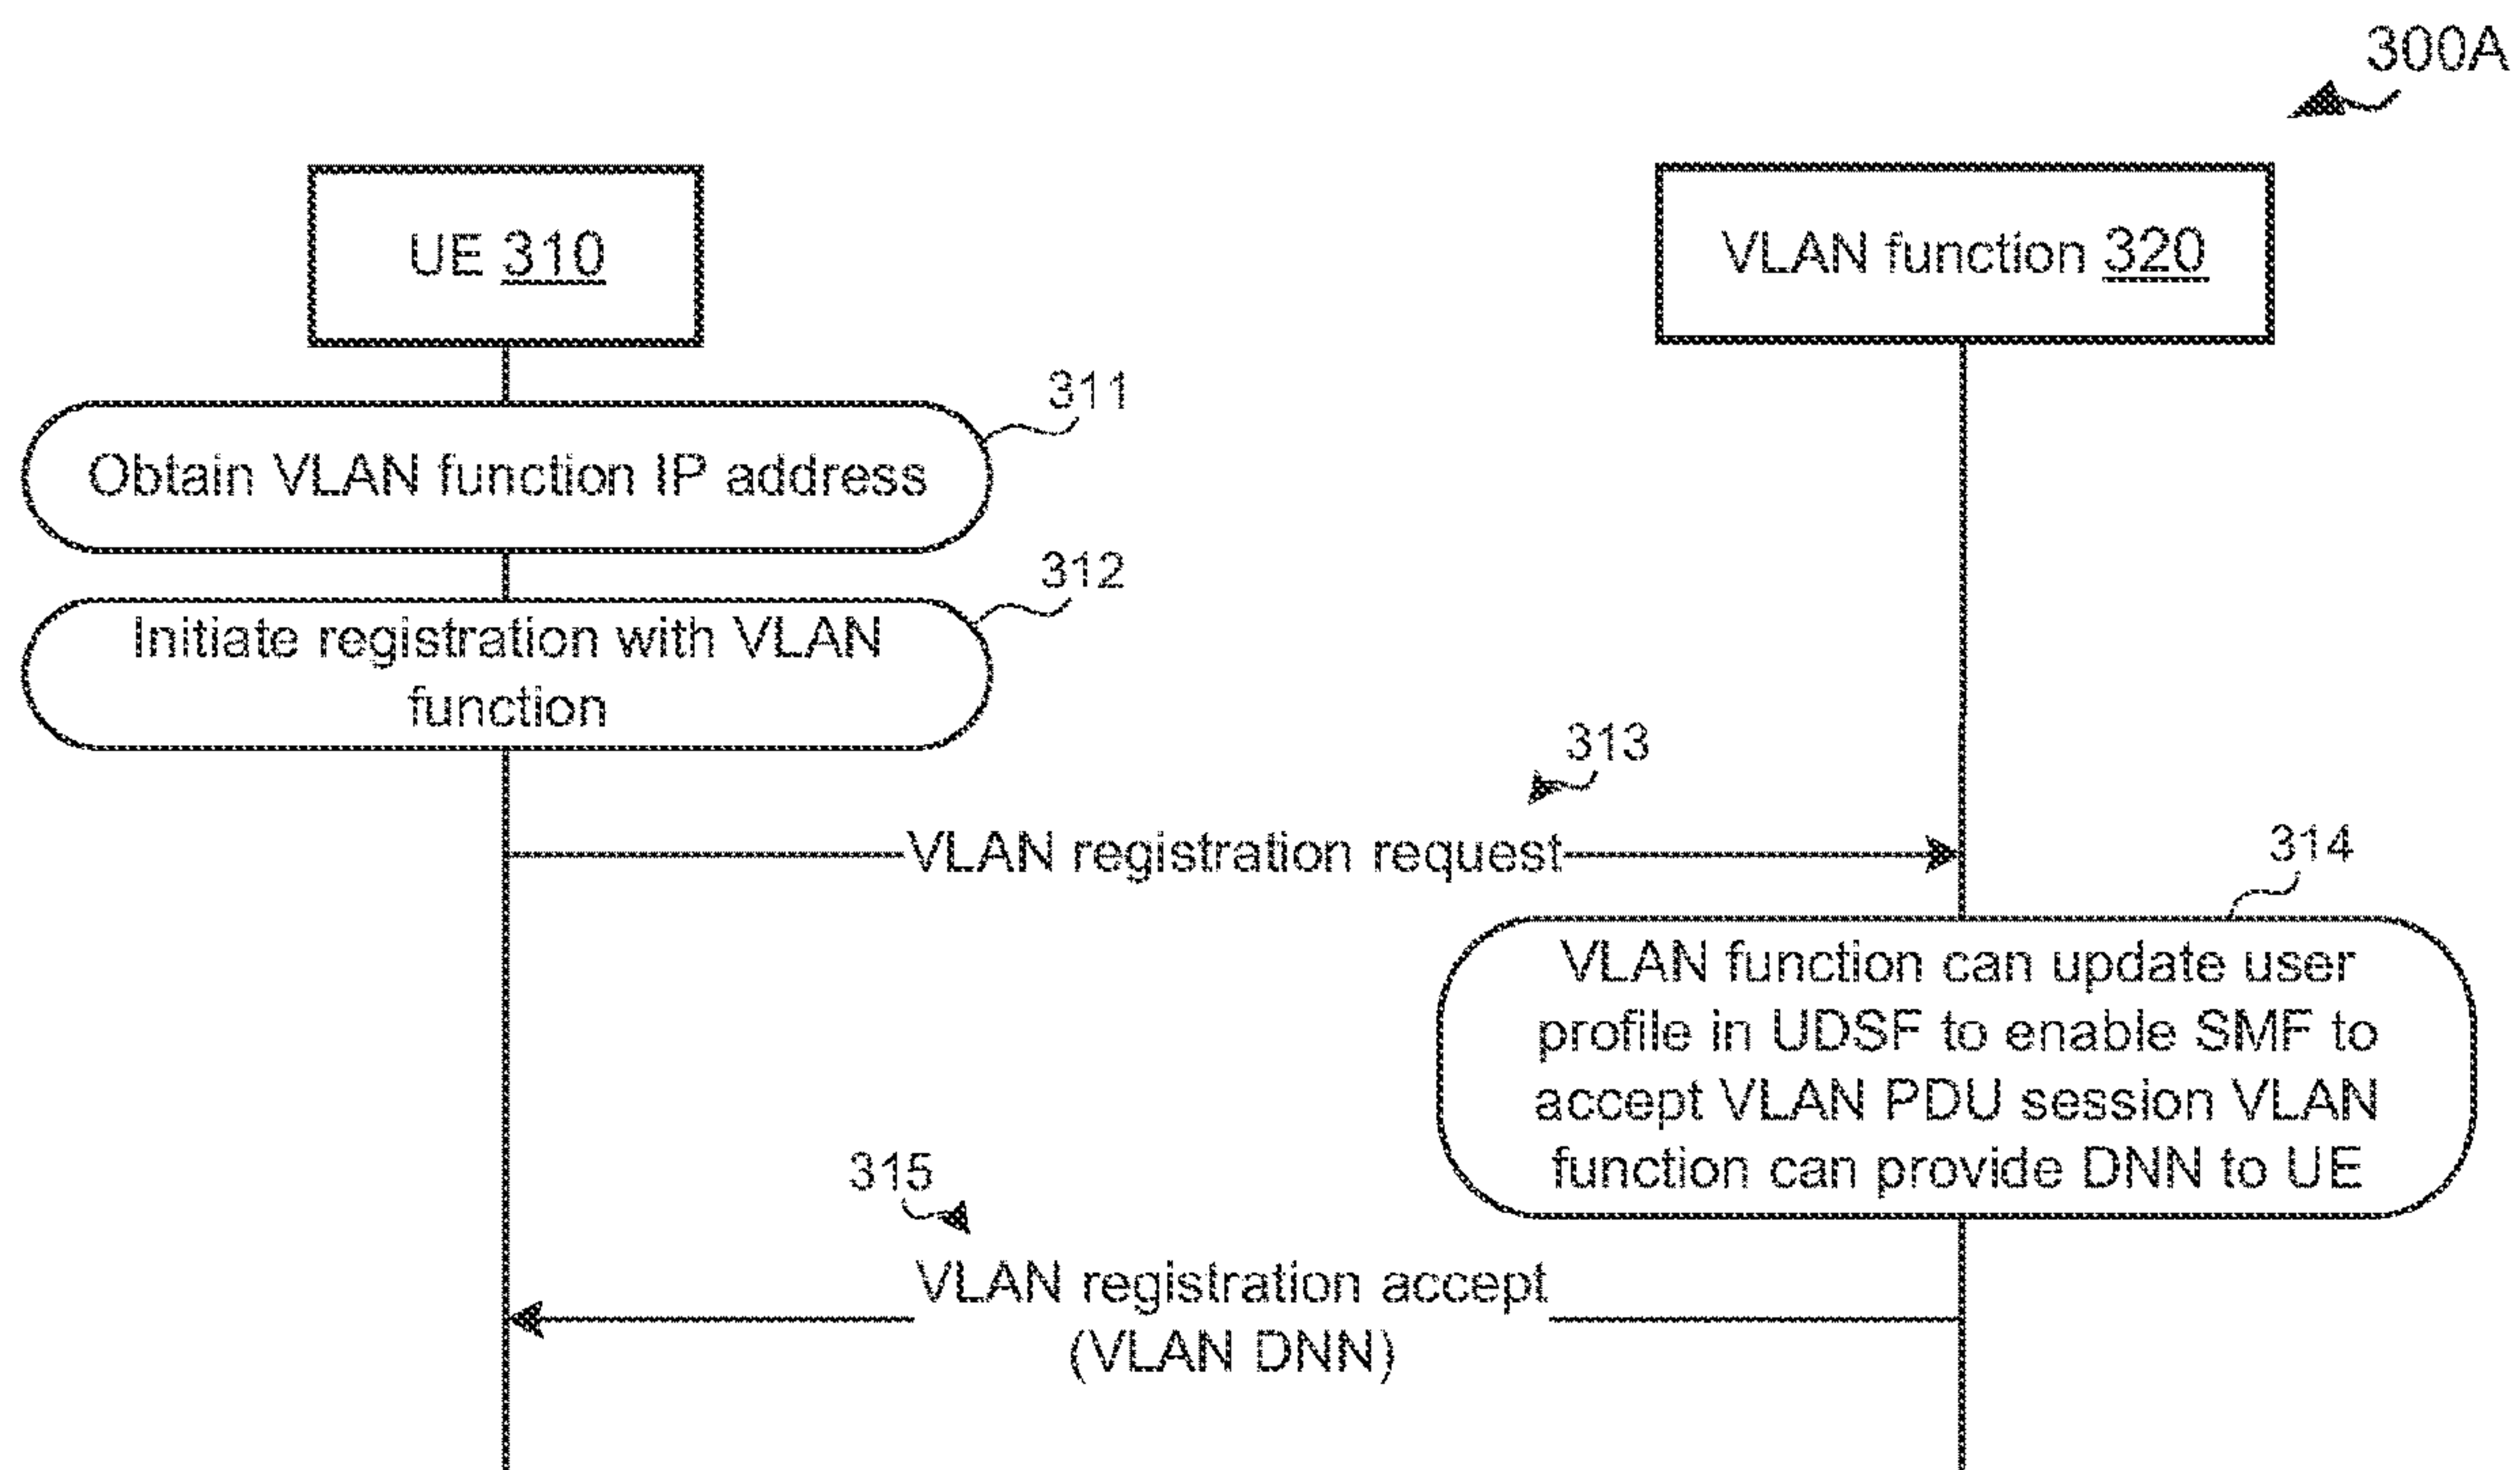 300A
UE 310
VLAN function 320
311
Obtain VLAN function IP address
312
Initiate registration with VLAN
function
313
VLAN registration request
314
VLAN function can update user
profile in UDSF to enable SMF to
accept VLAN PDU session VLAN
function can provide DNN to UE
315
VLAN registration accept
(VLAN DNN)